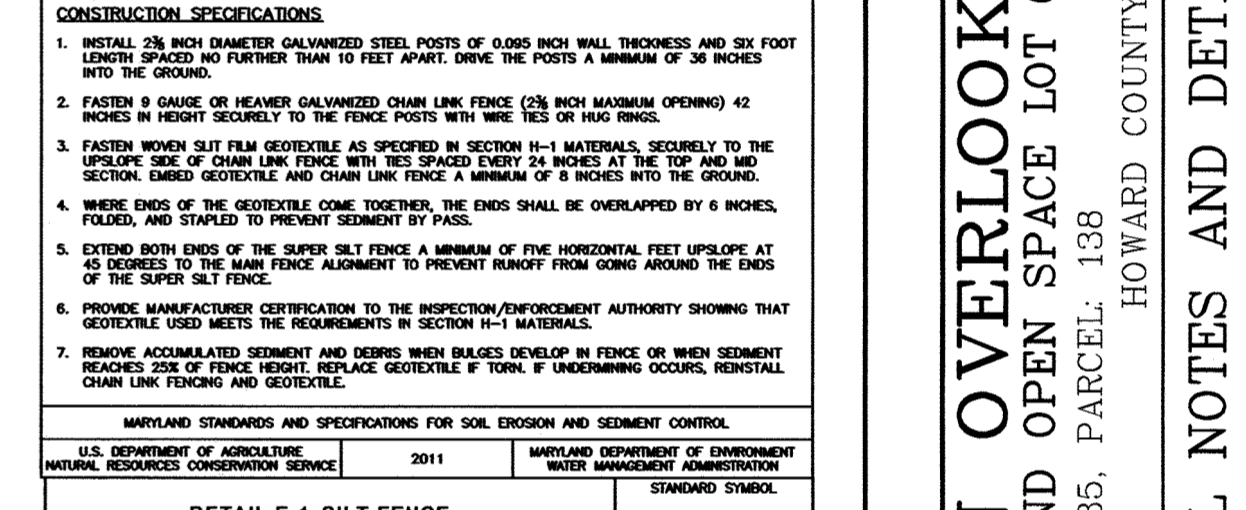 CONSTRUCTION SPECIFICATIONS
1. INSTALL 2⅜ INCH DIAMETER GALVANIZED STEEL POSTS OF 0.095 INCH WALL THICKNESS AND SIX FOOT
LENGTH SPACED NO FURTHER THAN 10 FEET APART. DRIVE THE POSTS A MINIMUM OF 36 INCHES
INTO THE GROUND.
2. FASTEN 9 GAUGE OR HEAVIER GALVANIZED CHAIN LINK FENCE (2⅜ INCH MAXIMUM OPENING) 42
INCHES IN HEIGHT SECURELY TO THE FENCE POSTS WITH WIRE TIES OR HUG RINGS.
3. FASTEN WOVEN SLIT FILM GEOTEXTILE AS SPECIFIED IN SECTION H-1 MATERIALS, SECURELY TO THE
UPSLOPE SIDE OF CHAIN LINK FENCE WITH TIES SPACED EVERY 24 INCHES AT THE TOP AND MID
SECTION. EMBED GEOTEXTILE AND CHAIN LINK FENCE A MINIMUM OF 8 INCHES INTO THE GROUND.
4. WHERE ENDS OF THE GEOTEXTILE COME TOGETHER, THE ENDS SHALL BE OVERLAPPED BY 6 INCHES,
FOLDED, AND STAPLED TO PREVENT SEDIMENT BY PASS.
5. EXTEND BOTH ENDS OF THE SUPER SILT FENCE A MINIMUM OF FIVE HORIZONTAL FEET UPSLOPE AT
45 DEGREES TO THE MAIN FENCE ALIGNMENT TO PREVENT RUNOFF FROM GOING AROUND THE ENDS
OF THE SUPER SILT FENCE.
6. PROVIDE MANUFACTURER CERTIFICATION TO THE INSPECTION/ENFORCEMENT AUTHORITY SHOWING THAT
GEOTEXTILE USED MEETS THE REQUIREMENTS IN SECTION H-1 MATERIALS.
7. REMOVE ACCUMULATED SEDIMENT AND DEBRIS WHEN BULGES DEVELOP IN FENCE OR WHEN SEDIMENT
REACHES 25% OF FENCE HEIGHT. REPLACE GEOTEXTILE IF TORN. IF UNDERMINING OCCURS, REINSTALL
CHAIN LINK FENCING AND GEOTEXTILE.
MARYLAND STANDARDS AND SPECIFICATIONS FOR SOIL EROSION AND SEDIMENT CONTROL
U.S. DEPARTMENT OF AGRICULTURE
NATURAL RESOURCES CONSERVATION SERVICE
2011
MARYLAND DEPARTMENT OF ENVIRONMENT
WATER MANAGEMENT ADMINISTRATION
DETAIL E-1 SILT FENCE
STANDARD SYMBOL
OVERLOOK
ND OPEN SPACE LOT
35, PARCEL: 138
HOWARD COUNTY
NOTES AND DET